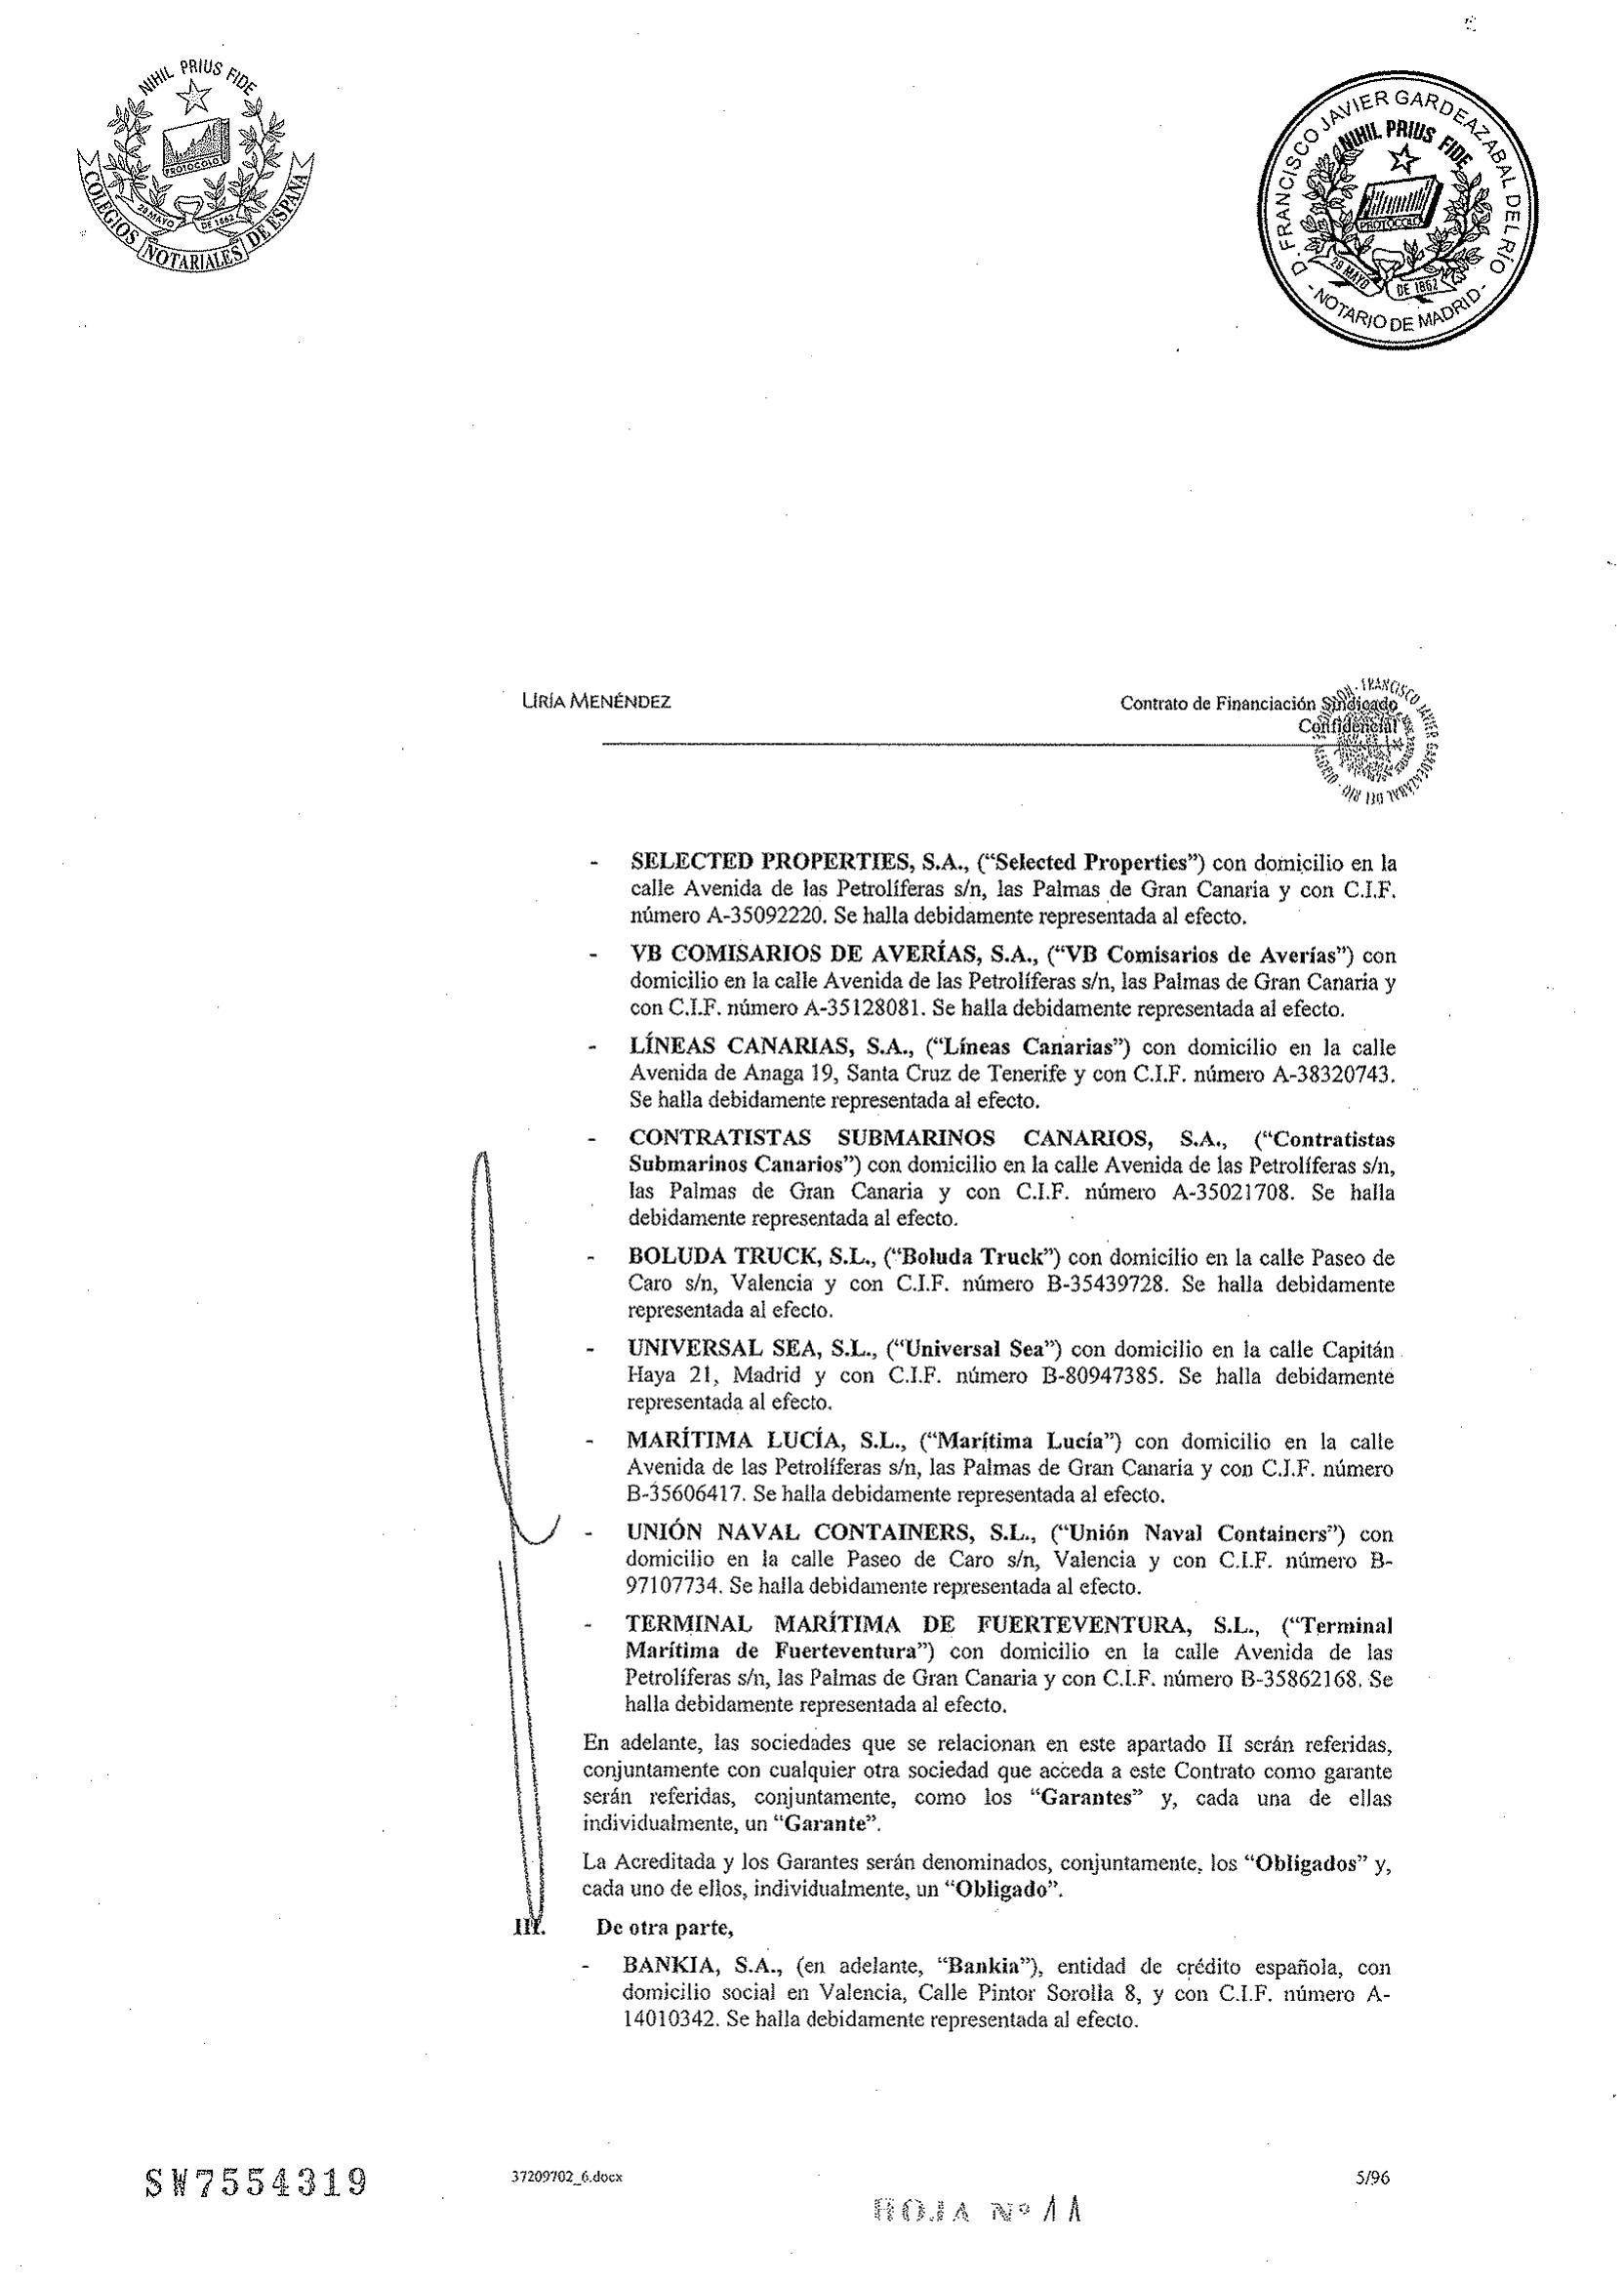 NIHIL PRIUS FIDE
PROTOCOLO
28 MAYO DE 1862
COLEGIOS NOTARIALES DE ESPAÑA
D. FRANCISCO JAVIER GARDEAZABAL DEL RÍO
NIHIL PRIUS FIDE
PROTOCOLO
28 MAYO DE 1862
- NOTARIO DE MADRID -
URÍA MENÉNDEZ
Contrato de Financiación Sindicado
Confidencial
- SELECTED PROPERTIES, S.A., (“Selected Properties”) con domicilio en la
calle Avenida de las Petrolíferas s/n, las Palmas de Gran Canaria y con C.I.F.
número A-35092220. Se halla debidamente representada al efecto.
- VB COMISARIOS DE AVERÍAS, S.A., (“VB Comisarios de Averías”) con
domicilio en la calle Avenida de las Petrolíferas s/n, las Palmas de Gran Canaria y
con C.I.F. número A-35128081. Se halla debidamente representada al efecto.
- LÍNEAS CANARIAS, S.A., (“Líneas Canarias”) con domicilio en la calle
Avenida de Anaga 19, Santa Cruz de Tenerife y con C.I.F. número A-38320743.
Se halla debidamente representada al efecto.
- CONTRATISTAS SUBMARINOS CANARIOS, S.A., (“Contratistas
Submarinos Canarios”) con domicilio en la calle Avenida de las Petrolíferas s/n,
las Palmas de Gran Canaria y con C.I.F. número A-35021708. Se halla
debidamente representada al efecto.
- BOLUDA TRUCK, S.L., (“Boluda Truck”) con domicilio en la calle Paseo de
Caro s/n, Valencia y con C.I.F. número B-35439728. Se halla debidamente
representada al efecto.
- UNIVERSAL SEA, S.L., (“Universal Sea”) con domicilio en la calle Capitán
Haya 21, Madrid y con C.I.F. número B-80947385. Se halla debidamente
representada al efecto.
- MARÍTIMA LUCÍA, S.L., (“Marítima Lucía”) con domicilio en la calle
Avenida de las Petrolíferas s/n, las Palmas de Gran Canaria y con C.I.F. número
B-35606417. Se halla debidamente representada al efecto.
- UNIÓN NAVAL CONTAINERS, S.L., (“Unión Naval Containers”) con
domicilio en la calle Paseo de Caro s/n, Valencia y con C.I.F. número B-
97107734. Se halla debidamente representada al efecto.
- TERMINAL MARÍTIMA DE FUERTEVENTURA, S.L., (“Terminal
Marítima de Fuerteventura”) con domicilio en la calle Avenida de las
Petrolíferas s/n, las Palmas de Gran Canaria y con C.I.F. número B-35862168. Se
halla debidamente representada al efecto.
En adelante, las sociedades que se relacionan en este apartado II serán referidas,
conjuntamente con cualquier otra sociedad que acceda a este Contrato como garante
serán referidas, conjuntamente, como los “Garantes” y, cada una de ellas
individualmente, un “Garante”.
La Acreditada y los Garantes serán denominados, conjuntamente, los “Obligados” y,
cada uno de ellos, individualmente, un “Obligado”.
III. De otra parte,
- BANKIA, S.A., (en adelante, “Bankia”), entidad de crédito española, con
domicilio social en Valencia, Calle Pintor Sorolla 8, y con C.I.F. número A-
14010342. Se halla debidamente representada al efecto.
SW7554319
37209702_6.docx
5/96
HOJA Nº 11